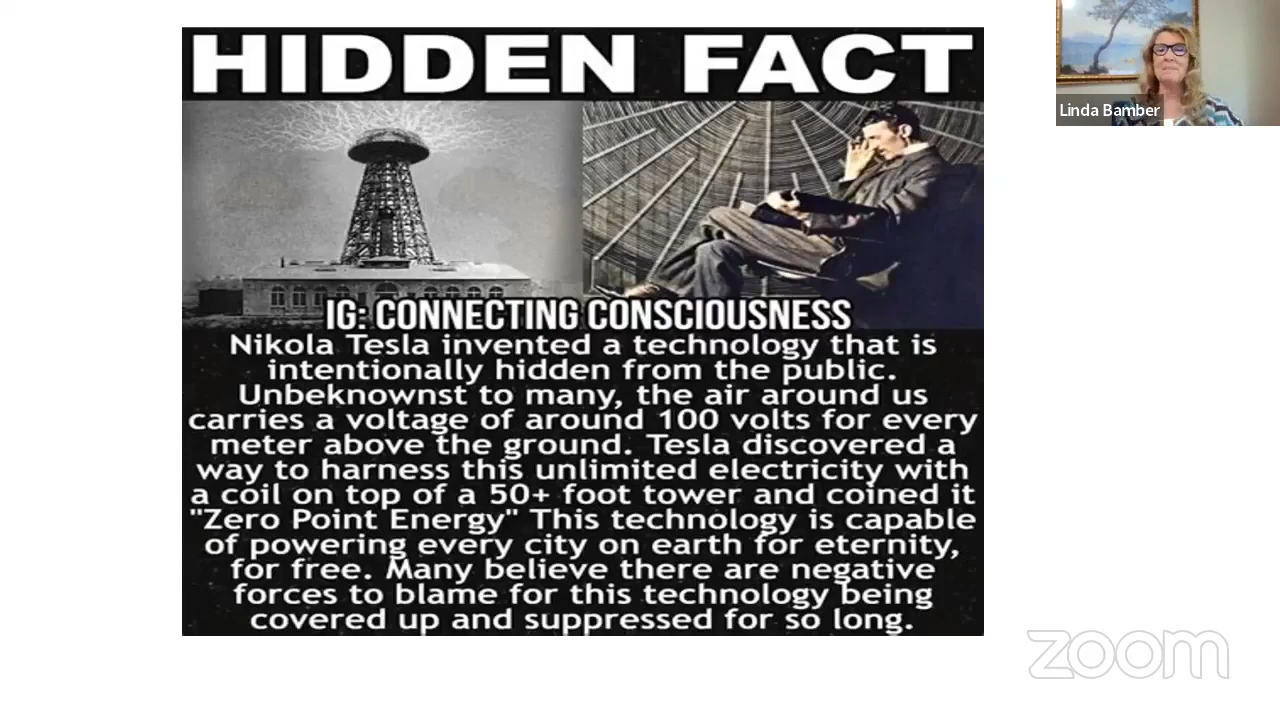 HIDDEN FACT
Linda Bamber
IG: CONNECTING CONSCIOUSNESS
Nikola Tesla invented a technology that is
intentionally hidden from the public.
Unbeknownst to many, the air around us
carries a voltage of around 100 volts for every
meter above the ground. Tesla discovered a
way to harness this unlimited electricity with
a coil on top of a 50+ foot tower and coined it
"Zero Point Energy" This technology is capable
of powering every city on earth for eternity,
for free. Many believe there are negative
forces to blame for this technology being
covered up and suppressed for so long.
zoom